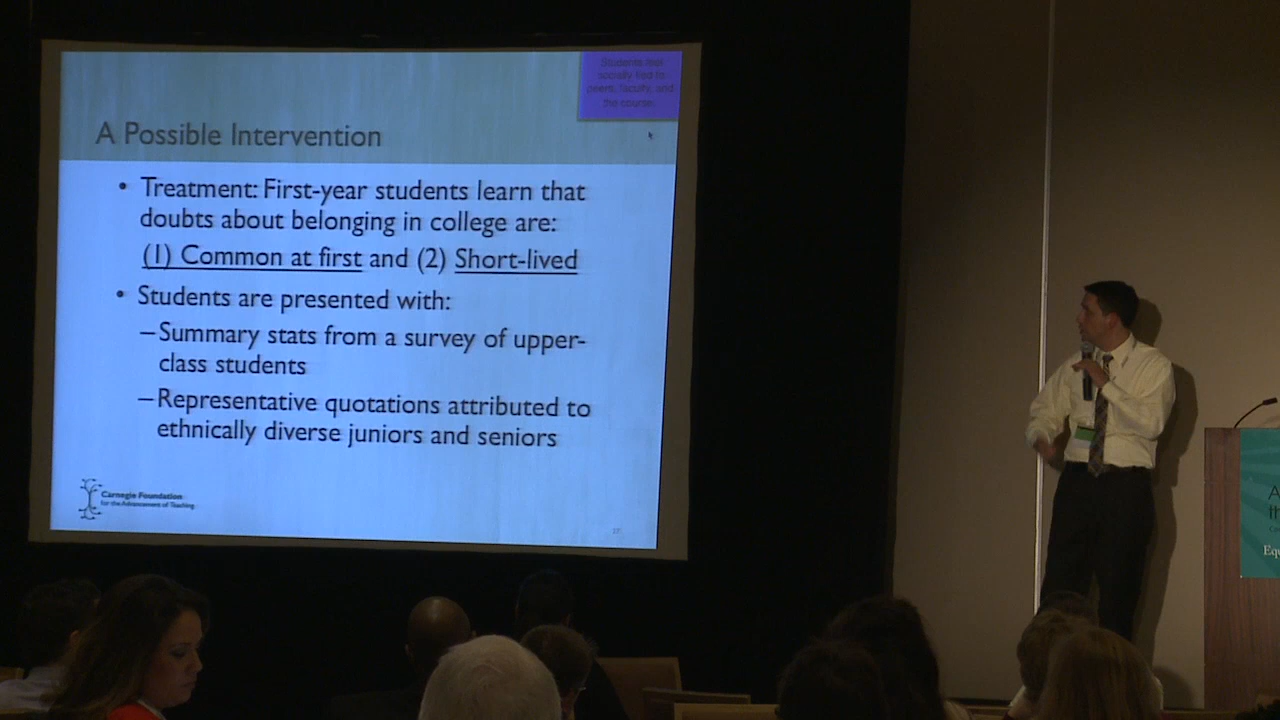 Students feel
socially tied to
peers, faculty, and
the course.
A Possible Intervention
• Treatment: First-year students learn that
doubts about belonging in college are:
(1) Common at first and (2) Short-lived
• Students are presented with:
–Summary stats from a survey of upper-
class students
–Representative quotations attributed to
ethnically diverse juniors and seniors
Carnegie Foundation
for the Advancement of Teaching